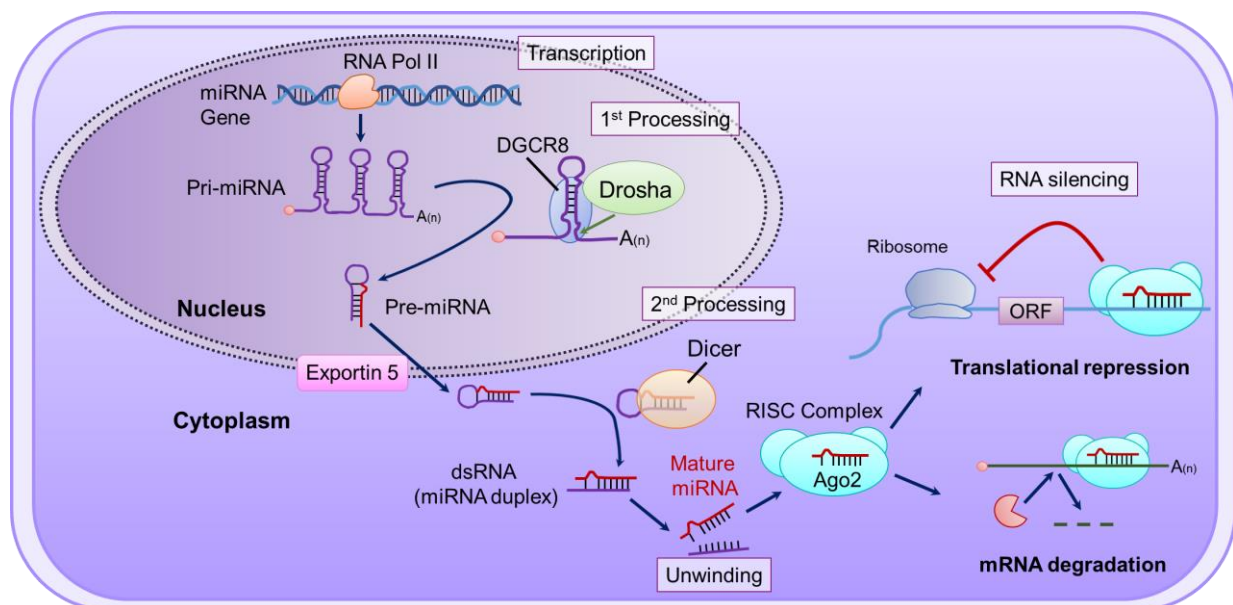 Transcription
RNA Pol II
miRNA
Gene
1st Processing
DGCR8
Drosha
Pri-miRNA
A(n)
A(n)
RNA silencing
Ribosome
ORF
Translational repression
Nucleus
Pre-miRNA
2nd Processing
Exportin 5
Dicer
Cytoplasm
RISC Complex
Ago2
dsRNA
(miRNA duplex)
Mature
miRNA
Unwinding
A(n)
mRNA degradation